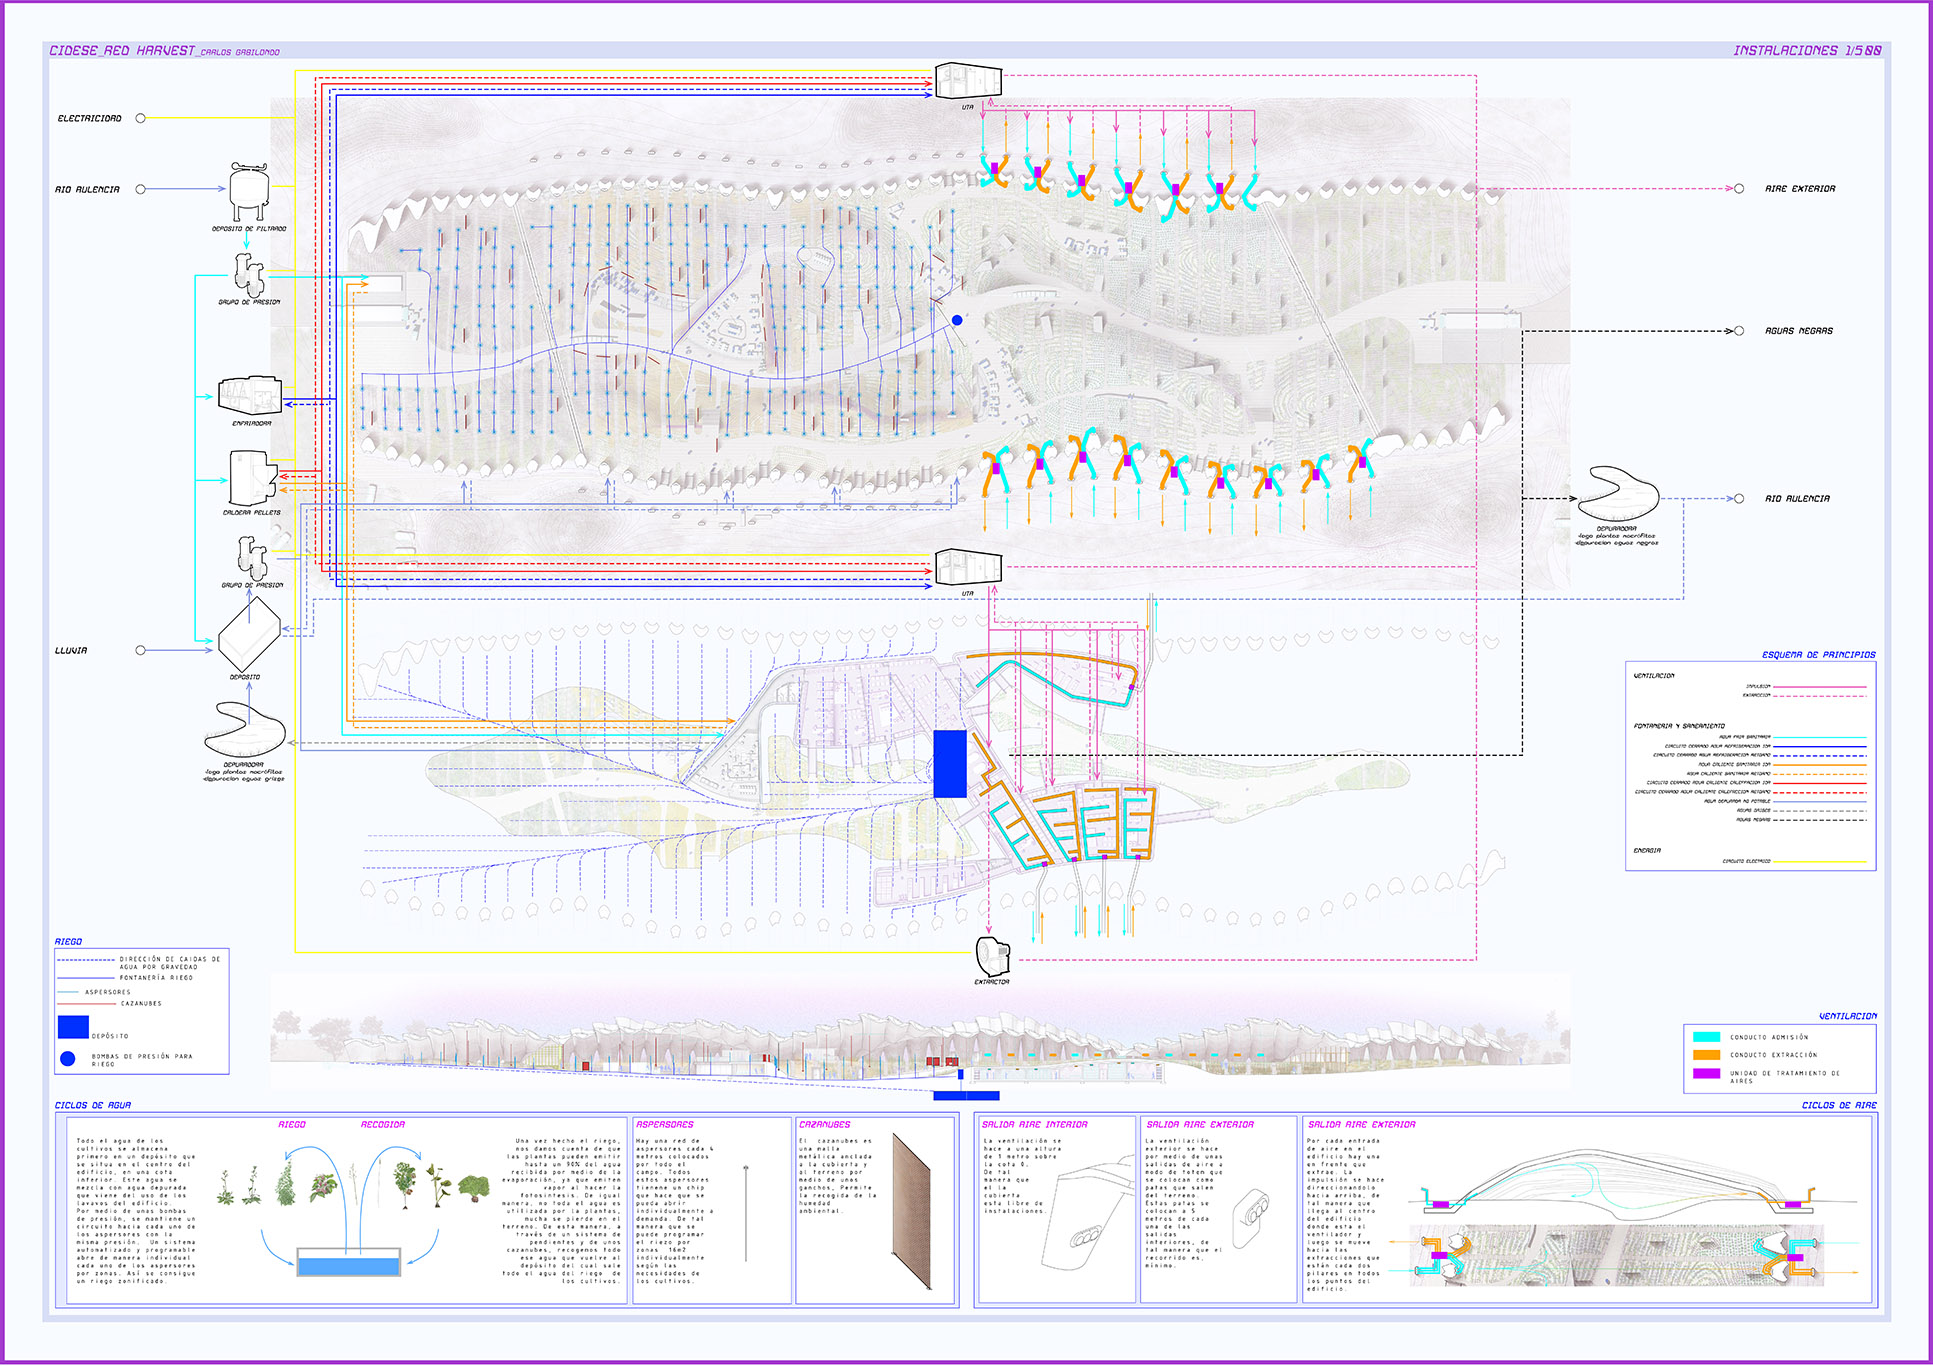 CIDESE_RED HARVEST_CARLOS GABILONDO
INSTALACIONES 1/500
ELECTRICIDAD
RIO AULENCIA
DEPOSITO DE FILTRADO
GRUPO DE PRESION
ENFRIADORA
CALDERA PELLETS
GRUPO DE PRESION
LLUVIA
DEPOSITO
DEPURADORA
-lago plantas macrófitas
-depuracion aguas grises
UTA
UTA
EXTRACTOR
AIRE EXTERIOR
AGUAS NEGRAS
RIO AULENCIA
DEPURADORA
-lago plantas macrófitas
-depuracion aguas negras
ESQUEMA DE PRINCIPIOS
VENTILACION
IMPULSION
EXTRACCION
FONTANERIA Y SANEAMIENTO
AGUA FRIA SANITARIA
CIRCUITO CERRADO AGUA REFRIGERACION IDA
CIRCUITO CERRADO AGUA REFRIGERACION RETORNO
AGUA CALIENTE SANITARIA IDA
AGUA CALIENTE SANITARIA RETORNO
CIRCUITO CERRADO AGUA CALIENTE CALEFACCION IDA
CIRCUITO CERRADO AGUA CALIENTE CALEFACCION RETORNO
AGUA DEPURADA NO POTABLE
AGUAS GRISES
AGUAS NEGRAS
ENERGIA
CIRCUITO ELECTRICO
RIEGO
DIRECCIÓN DE CAIDAS DE
AGUA POR GRAVEDAD
FONTANERÍA RIEGO
ASPERSORES
CAZANUBES
DEPÓSITO
BOMBAS DE PRESIÓN PARA
RIEGO
VENTILACION
CONDUCTO ADMISIÓN
CONDUCTO EXTRACCIÓN
UNIDAD DE TRATAMIENTO DE
AIRES
CICLOS DE AGUA
Todo el agua de los
cultivos se almacena
primero en un depósito que
se situa en el centro del
edificio, en una cota
inferior. Este agua se
mezcla con agua depurada
que viene del uso de los
lavabos del edificio.
Por medio de unas bombas
de presión, se mantiene un
circuito hacia cada uno de
los aspersores con la
misma presión. Un sistema
automatizado y programable
abre de manera individual
cada uno de los aspersores
por zonas. Así se consigue
un riego zonificado.
RIEGO
RECOGIDA
Una vez hecho el riego,
nos damos cuenta de que
las plantas pueden emitir
hasta un 90% del agua
recibida por medio de la
evaporación, ya que emiten
vapor al hacer la
fotosíntesis. De igual
manera, no toda el agua es
utilizada por la plantas,
mucha se pierde en el
terreno. De esta manera, a
través de un sistema de
pendientes y de unos
cazanubes, recogemos todo
ese agua que vuelve al
depósito del cual sale
todo el agua del riego de
los cultivos.
ASPERSORES
Hay una red de
aspersores cada 4
metros colocados
por todo el
campo. Todos
estos aspersores
tienene un chip
que hace que se
pueda abrir
individualmente a
demanda. De tal
manera que se
puede programar
el riezo por
zonas 16m2
individualmente
según las
necesidades de
los cultivos.
CAZANUBES
El cazanubes es
una malla
metálica anclada
a la cubierta y
al terreno por
medio de unos
ganchos. Permite
la recogida de la
humedad
ambiental.
CICLOS DE AIRE
SALIDA AIRE INTERIOR
La ventilación se
hace a una altura
de 1 metro sobre
la cota 0.
De tal
manera que
el la
cubierta
esta libre de
instalaciones.
SALIDA AIRE EXTERIOR
La ventilación
exterior se hace
por medio de unas
salidas de aire a
modo de totem que
se colocan como
patas que salen
del terreno.
Estas patas se
colocan a 5
metros de cada
una de las
salidas
inferiores, de
tal manera que el
recorrido es,
mínimo.
SALIDA AIRE EXTERIOR
Por cada entrada
de aire en el
edificio hay una
en frente que
extrae. La
impulsión se hace
direccionandolo
hacia arriba, de
tal manera que
llega al centro
del edificio
donde esta el
ventilador y
luego se mueve
hacia las
extracciones que
están cada dos
pilares en todos
los puntos del
edificio.